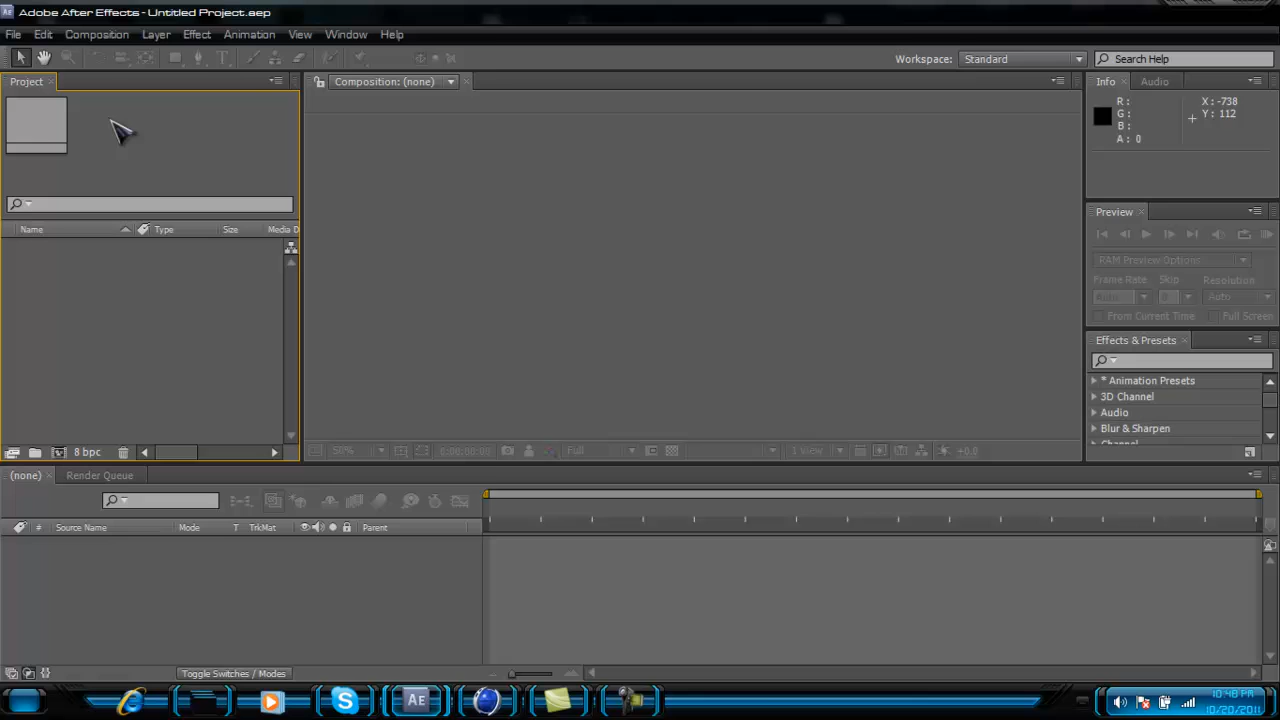 Adobe After Effects - Untitled Project.aep
File Edit Composition Layer Effect Animation View Window Help
Workspace: Standard Search Help
Project
Composition: (none)
Info Audio
R: X: -738
G: Y: 112
B:
A: 0
Name Type Size Media D
Preview
RAM Preview Options
Frame Rate Skip Resolution
Auto
From Current Time Full Screen
Effects & Presets
* Animation Presets
3D Channel
Audio
Blur & Sharpen
Channel
8 bpc
50% 0:00:00:00 Full 1 View +0.0
(none) Render Queue
# Source Name Mode T TrkMat Parent
Toggle Switches / Modes
AE
10:48 PM
10/20/2011